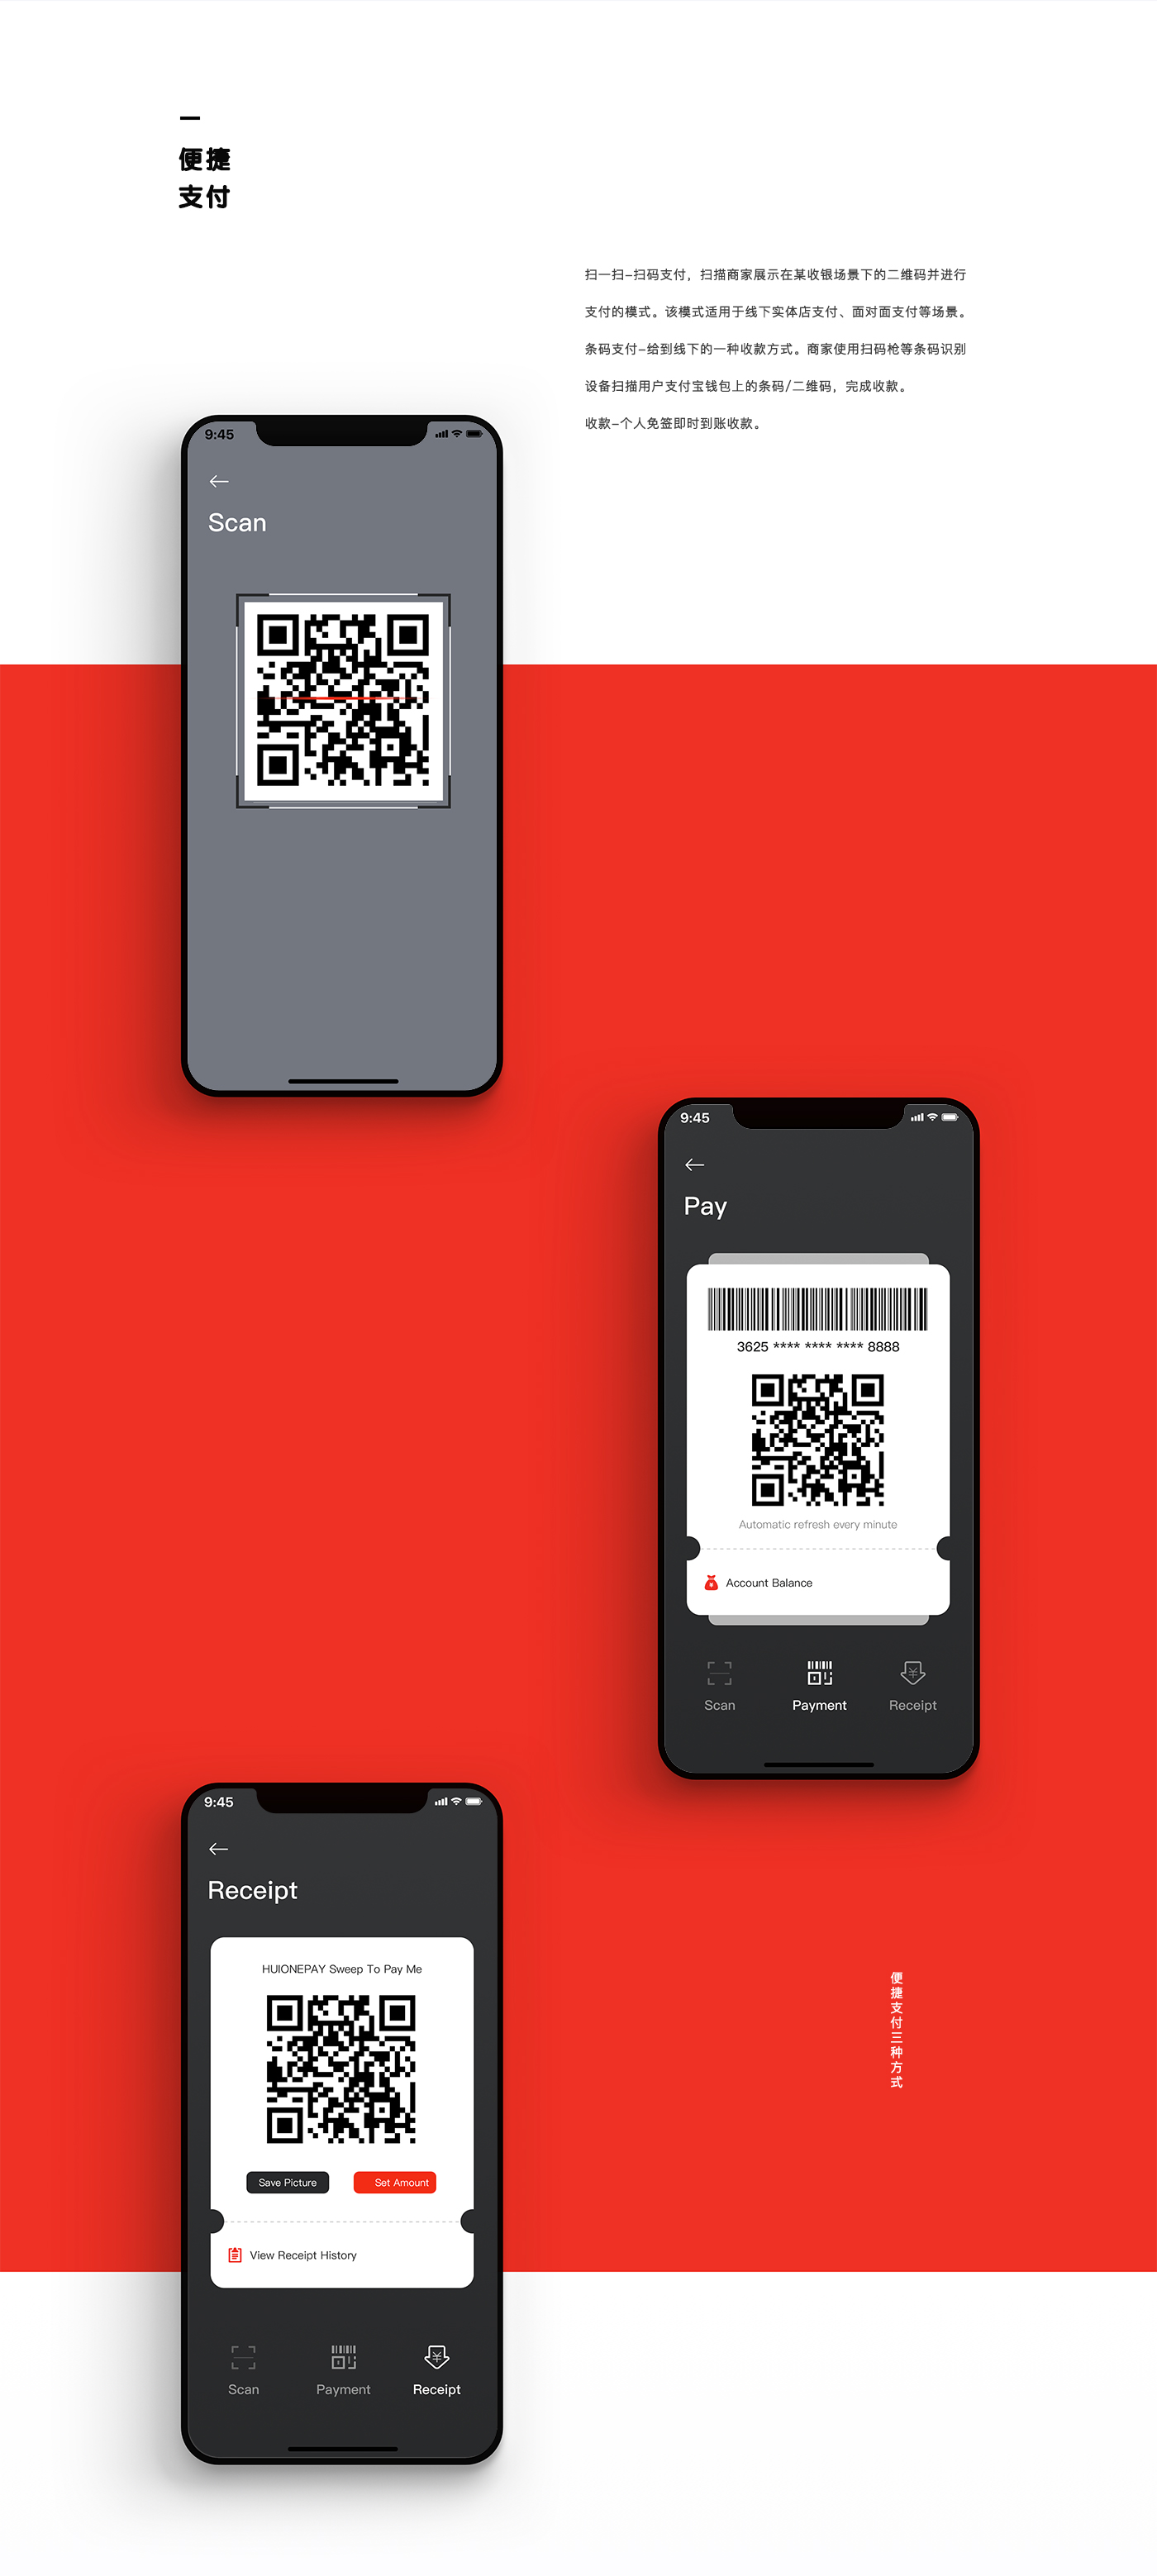 便捷
支付
扫一扫-扫码支付，扫描商家展示在某收银场景下的二维码并进行
支付的模式。该模式适用于线下实体店支付、面对面支付等场景。
条码支付-给到线下的一种收款方式。商家使用扫码枪等条码识别
设备扫描用户支付宝钱包上的条码/二维码，完成收款。
收款-个人免签即时到账收款。
9:45
Scan
9:45
Pay
3625 **** **** **** 8888
Automatic refresh every minute
Account Balance
Scan Payment Receipt
9:45
Receipt
HUIONEPAY Sweep To Pay Me
Save Picture Set Amount
View Receipt History
Scan Payment Receipt
便捷支付三种方式